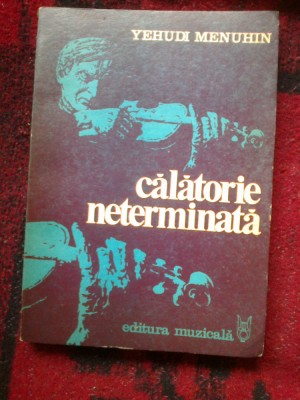 YEHUDI MENUHIN
călătorie
neterminată
editura muzicală